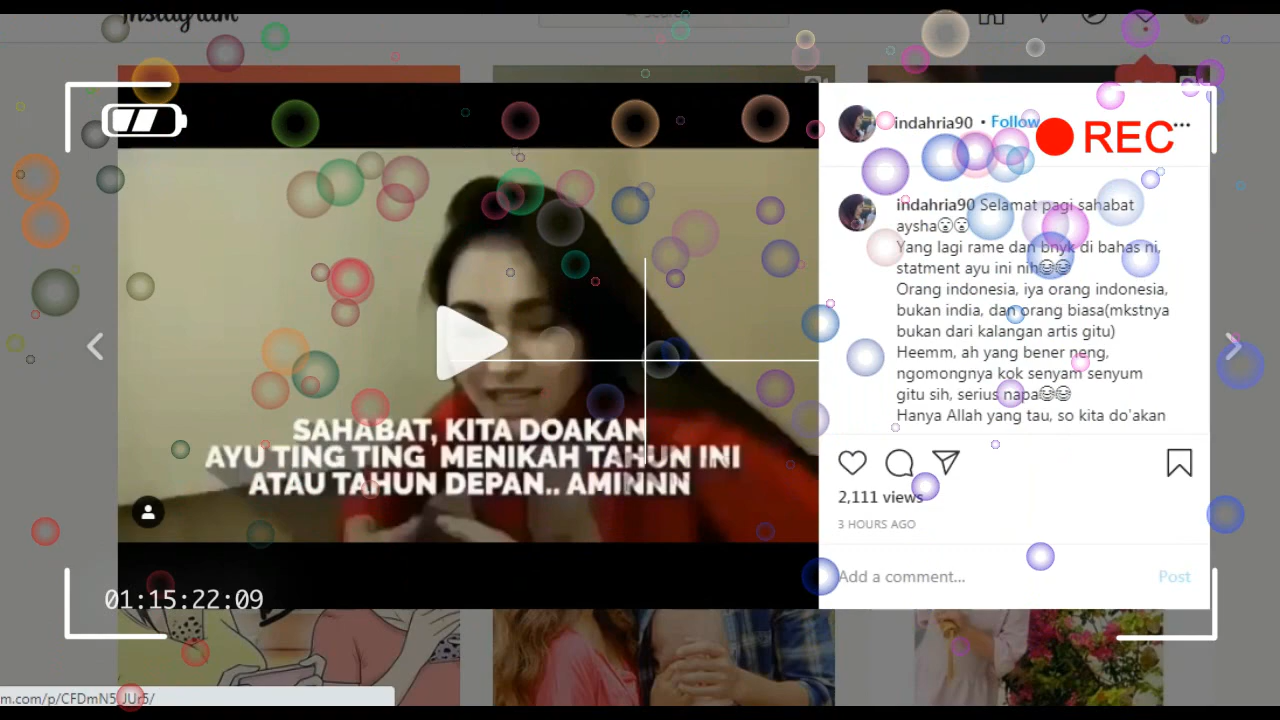 Instagram
Search
indahria90 • Follow
REC
indahria90 Selamat pagi sahabat
aysha😮😮
Yang lagi rame dan bnyk di bahas ni,
statment ayu ini nih😊😊
Orang indonesia, iya orang indonesia,
bukan india, dan orang biasa(mkstnya
bukan dari kalangan artis gitu)
Heemm, ah yang bener neng,
ngomongnya kok senyam senyum
gitu sih, serius napa😊😊
Hanya Allah yang tau, so kita do'akan
SAHABAT, KITA DOAKAN
AYU TING TING MENIKAH TAHUN INI
ATAU TAHUN DEPAN.. AMINNN
2,111 views
3 HOURS AGO
Add a comment... Post
01:15:22:09
m.com/p/CFDmN5_JUr5/